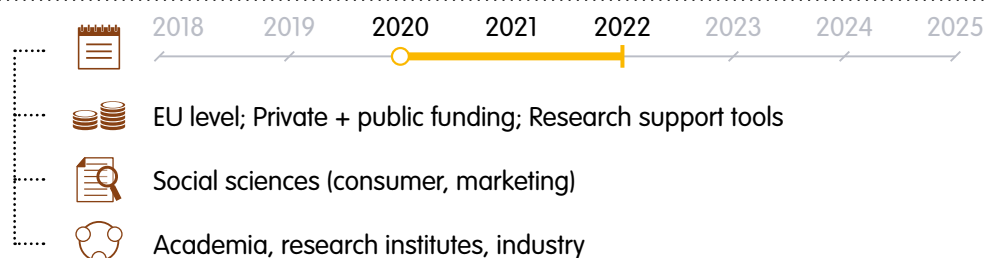 2018 2019 2020 2021 2022 2023 2024 2025
EU level; Private + public funding; Research support tools
Social sciences (consumer, marketing)
Academia, research institutes, industry